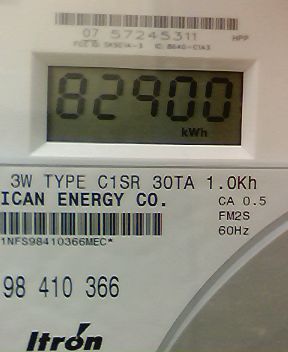 07 57245311 HPP
82900
kWh
3W TYPE C1SR 30TA 1.0Kh
ICAN ENERGY CO.
CA 0.5
FM2S
60Hz
1NFS98410366MEC*
98 410 366
Itron